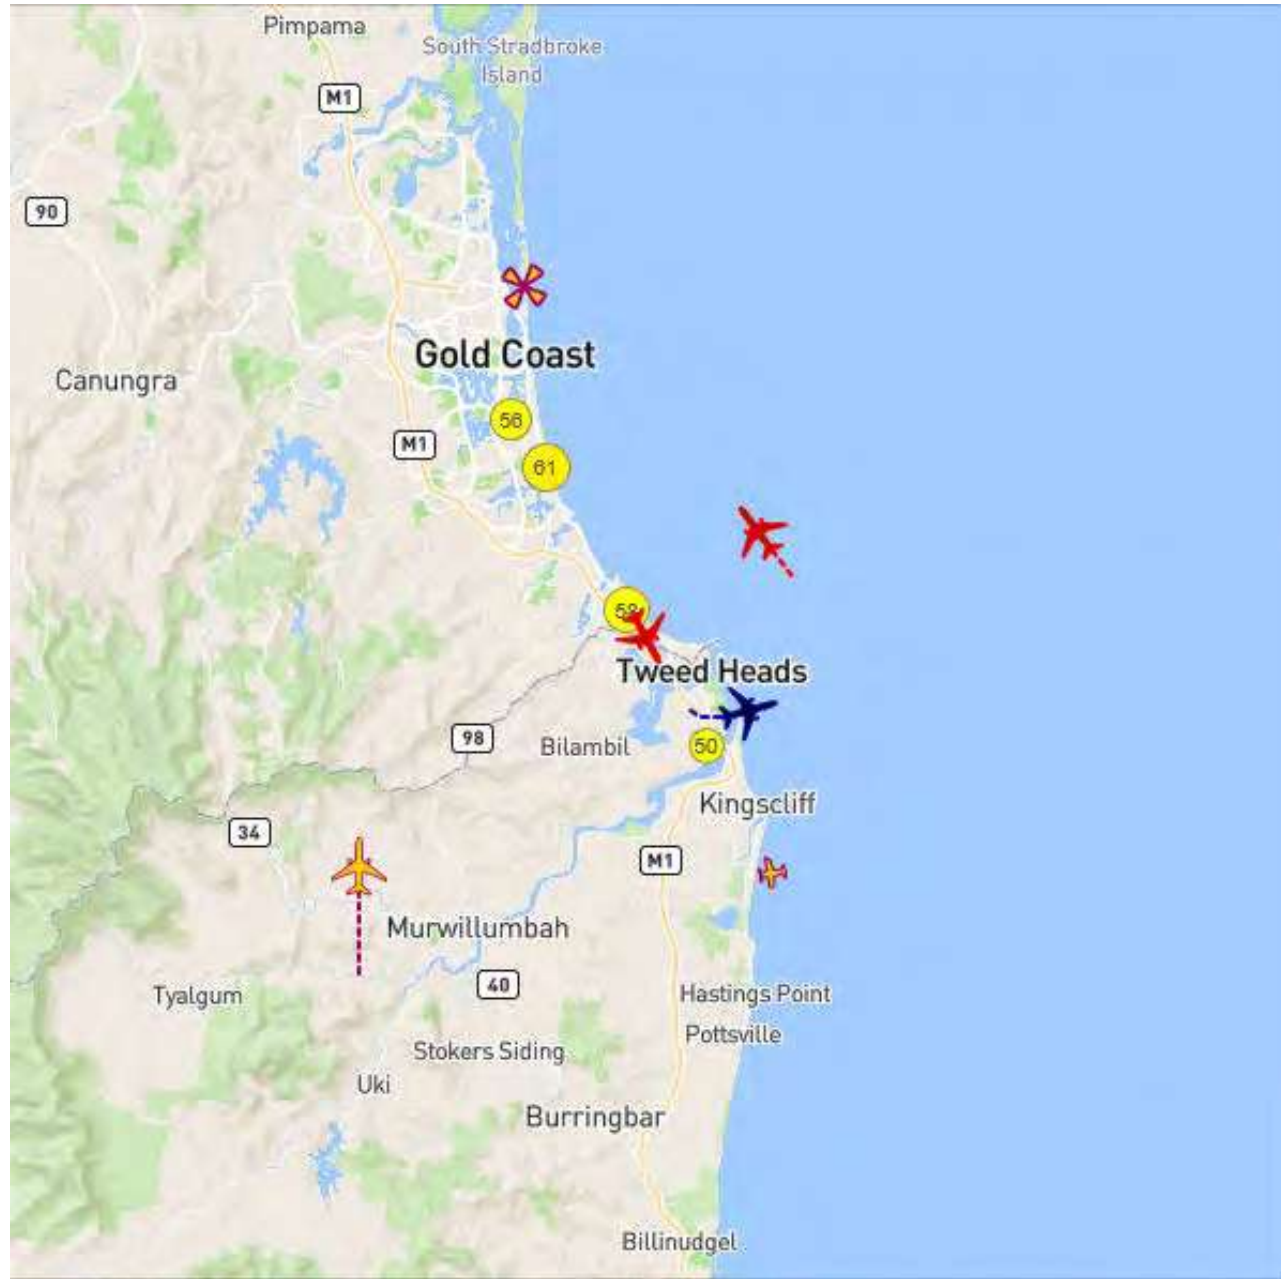 Pimpama
South Stradbroke
Island
M1
90
Gold Coast
Canungra
56
M1
61
58
Tweed Heads
98
Bilambil
50
Kingscliff
34
M1
Murwillumbah
40
Tyalgum
Hastings Point
Pottsville
Stokers Siding
Uki
Burringbar
Billinudgel